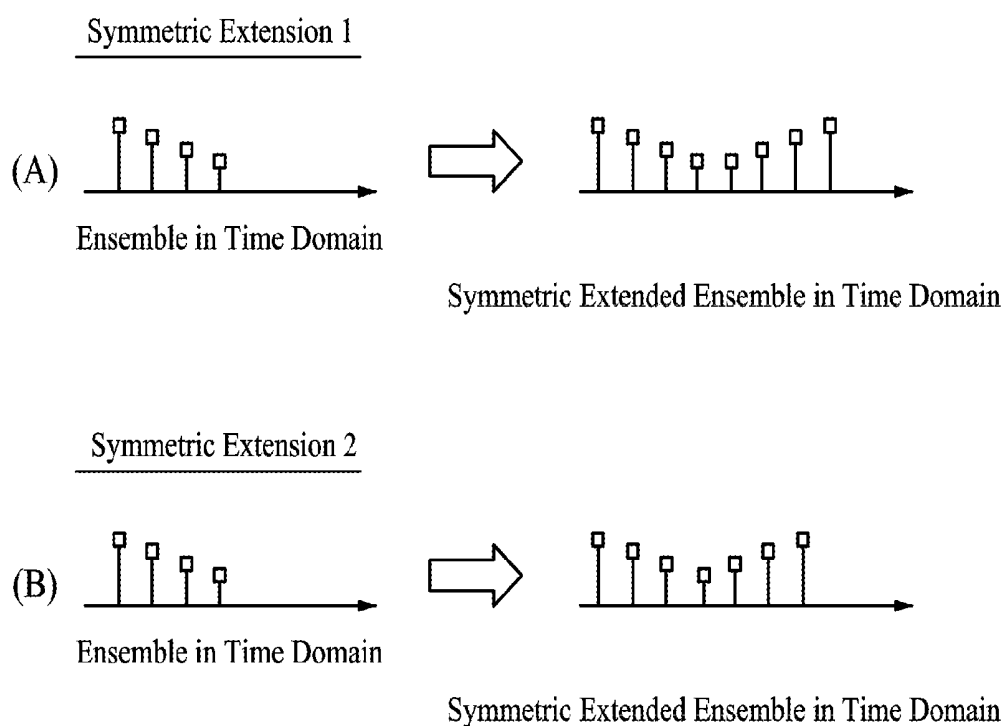 Symmetric Extension 1
(A)
Ensemble in Time Domain
Symmetric Extended Ensemble in Time Domain
Symmetric Extension 2
(B)
Ensemble in Time Domain
Symmetric Extended Ensemble in Time Domain